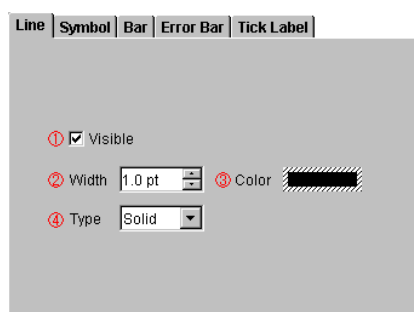 Line Symbol Bar Error Bar Tick Label
① Visible
② Width 1.0 pt ③ Color
④ Type Solid